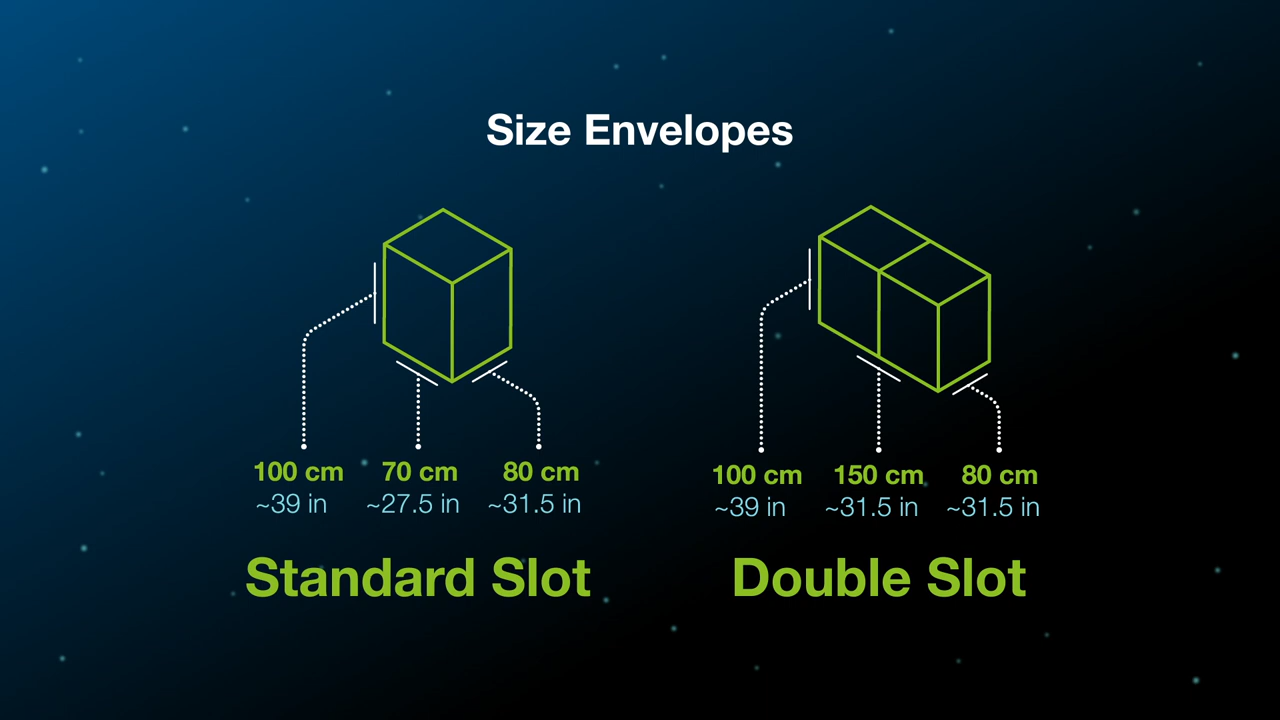 Size Envelopes
100 cm 70 cm 80 cm
~39 in ~27.5 in ~31.5 in
Standard Slot
100 cm 150 cm 80 cm
~39 in ~31.5 in ~31.5 in
Double Slot